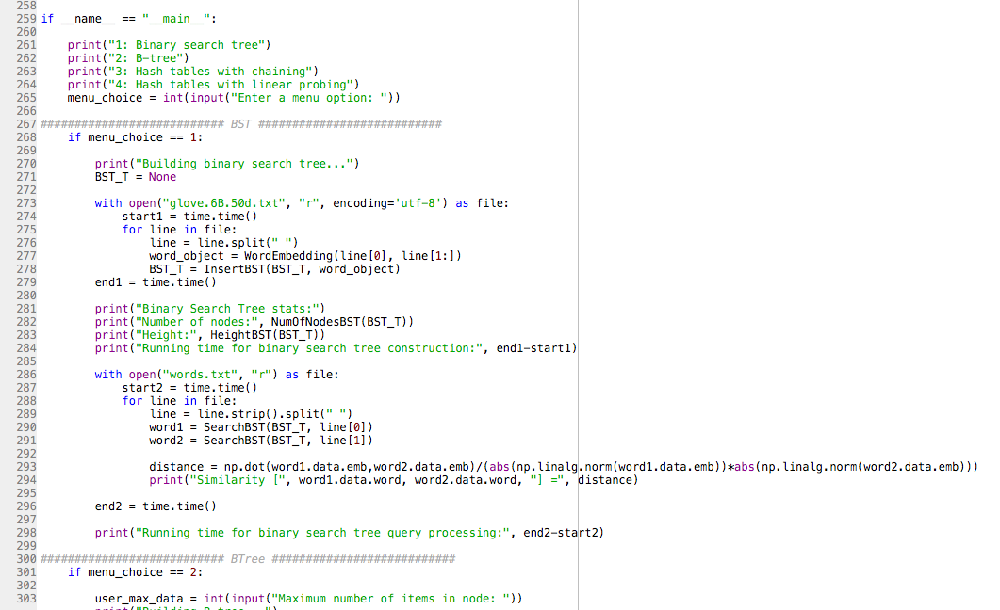 258
259 if __name__ == "__main__":
260
261     print("1: Binary search tree")
262     print("2: B-tree")
263     print("3: Hash tables with chaining")
264     print("4: Hash tables with linear probing")
265     menu_choice = int(input("Enter a menu option: "))
266
267 ########################### BST ###########################
268     if menu_choice == 1:
269
270         print("Building binary search tree...")
271         BST_T = None
272
273         with open("glove.6B.50d.txt", "r", encoding='utf-8') as file:
274             start1 = time.time()
275             for line in file:
276                 line = line.split(" ")
277                 word_object = WordEmbedding(line[0], line[1:])
278                 BST_T = InsertBST(BST_T, word_object)
279         end1 = time.time()
280
281         print("Binary Search Tree stats:")
282         print("Number of nodes:", NumOfNodesBST(BST_T))
283         print("Height:", HeightBST(BST_T))
284         print("Running time for binary search tree construction:", end1-start1)
285
286         with open("words.txt", "r") as file:
287             start2 = time.time()
288             for line in file:
289                 line = line.strip().split(" ")
290                 word1 = SearchBST(BST_T, line[0])
291                 word2 = SearchBST(BST_T, line[1])
292
293                 distance = np.dot(word1.data.emb,word2.data.emb)/(abs(np.linalg.norm(word1.data.emb))*abs(np.linalg.norm(word2.data.emb)))
294                 print("Similarity [", word1.data.word, word2.data.word, "] =", distance)
295
296         end2 = time.time()
297
298         print("Running time for binary search tree query processing:", end2-start2)
299
300 ########################### BTree ###########################
301     if menu_choice == 2:
302
303         user_max_data = int(input("Maximum number of items in node: "))